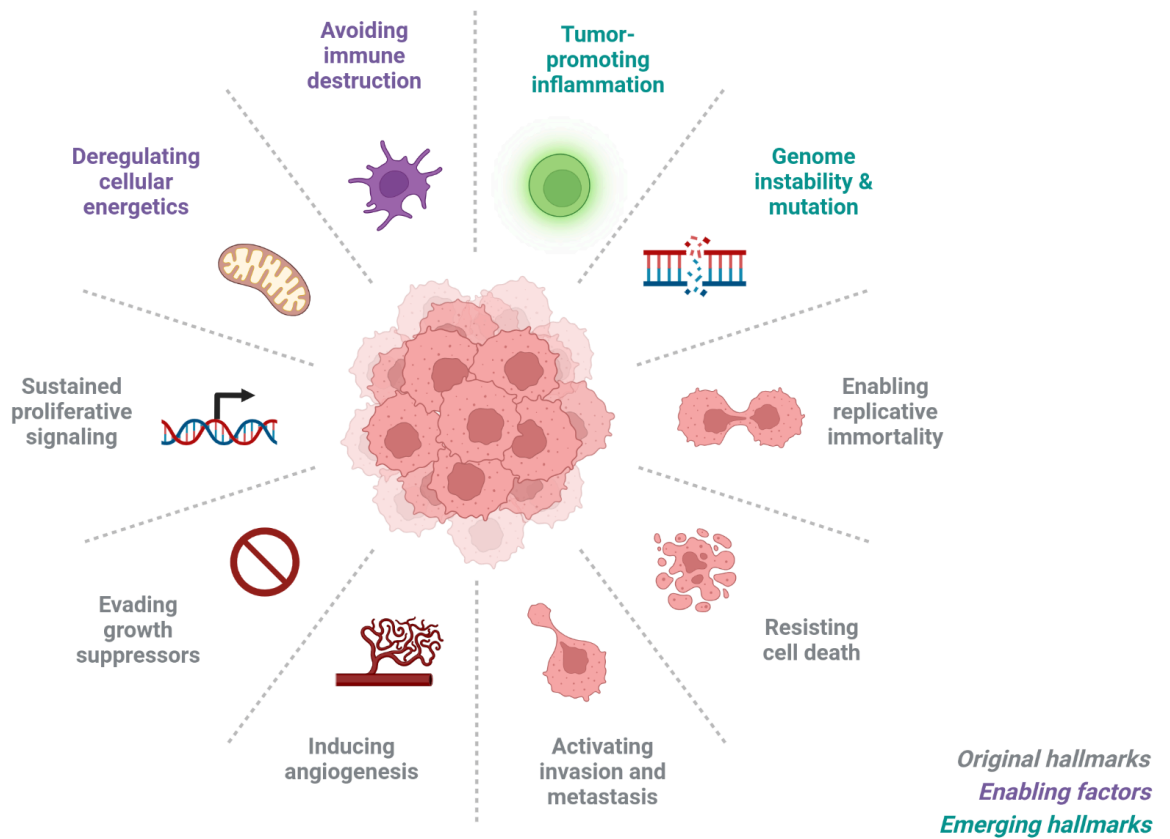 Avoiding
immune
destruction
Tumor-
promoting
inflammation
Genome
instability &
mutation
Enabling
replicative
immortality
Resisting
cell death
Activating
invasion and
metastasis
Inducing
angiogenesis
Evading
growth
suppressors
Sustained
proliferative
signaling
Deregulating
cellular
energetics
Original hallmarks
Enabling factors
Emerging hallmarks